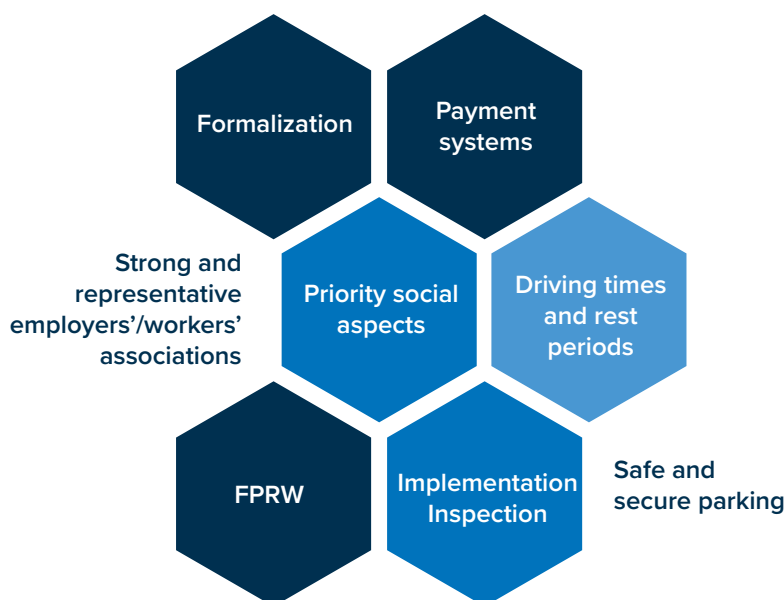 Formalization
Payment
systems
Strong and
representative
employers’/workers’
associations
Priority social
aspects
Driving times
and rest
periods
FPRW
Implementation
Inspection
Safe and
secure parking